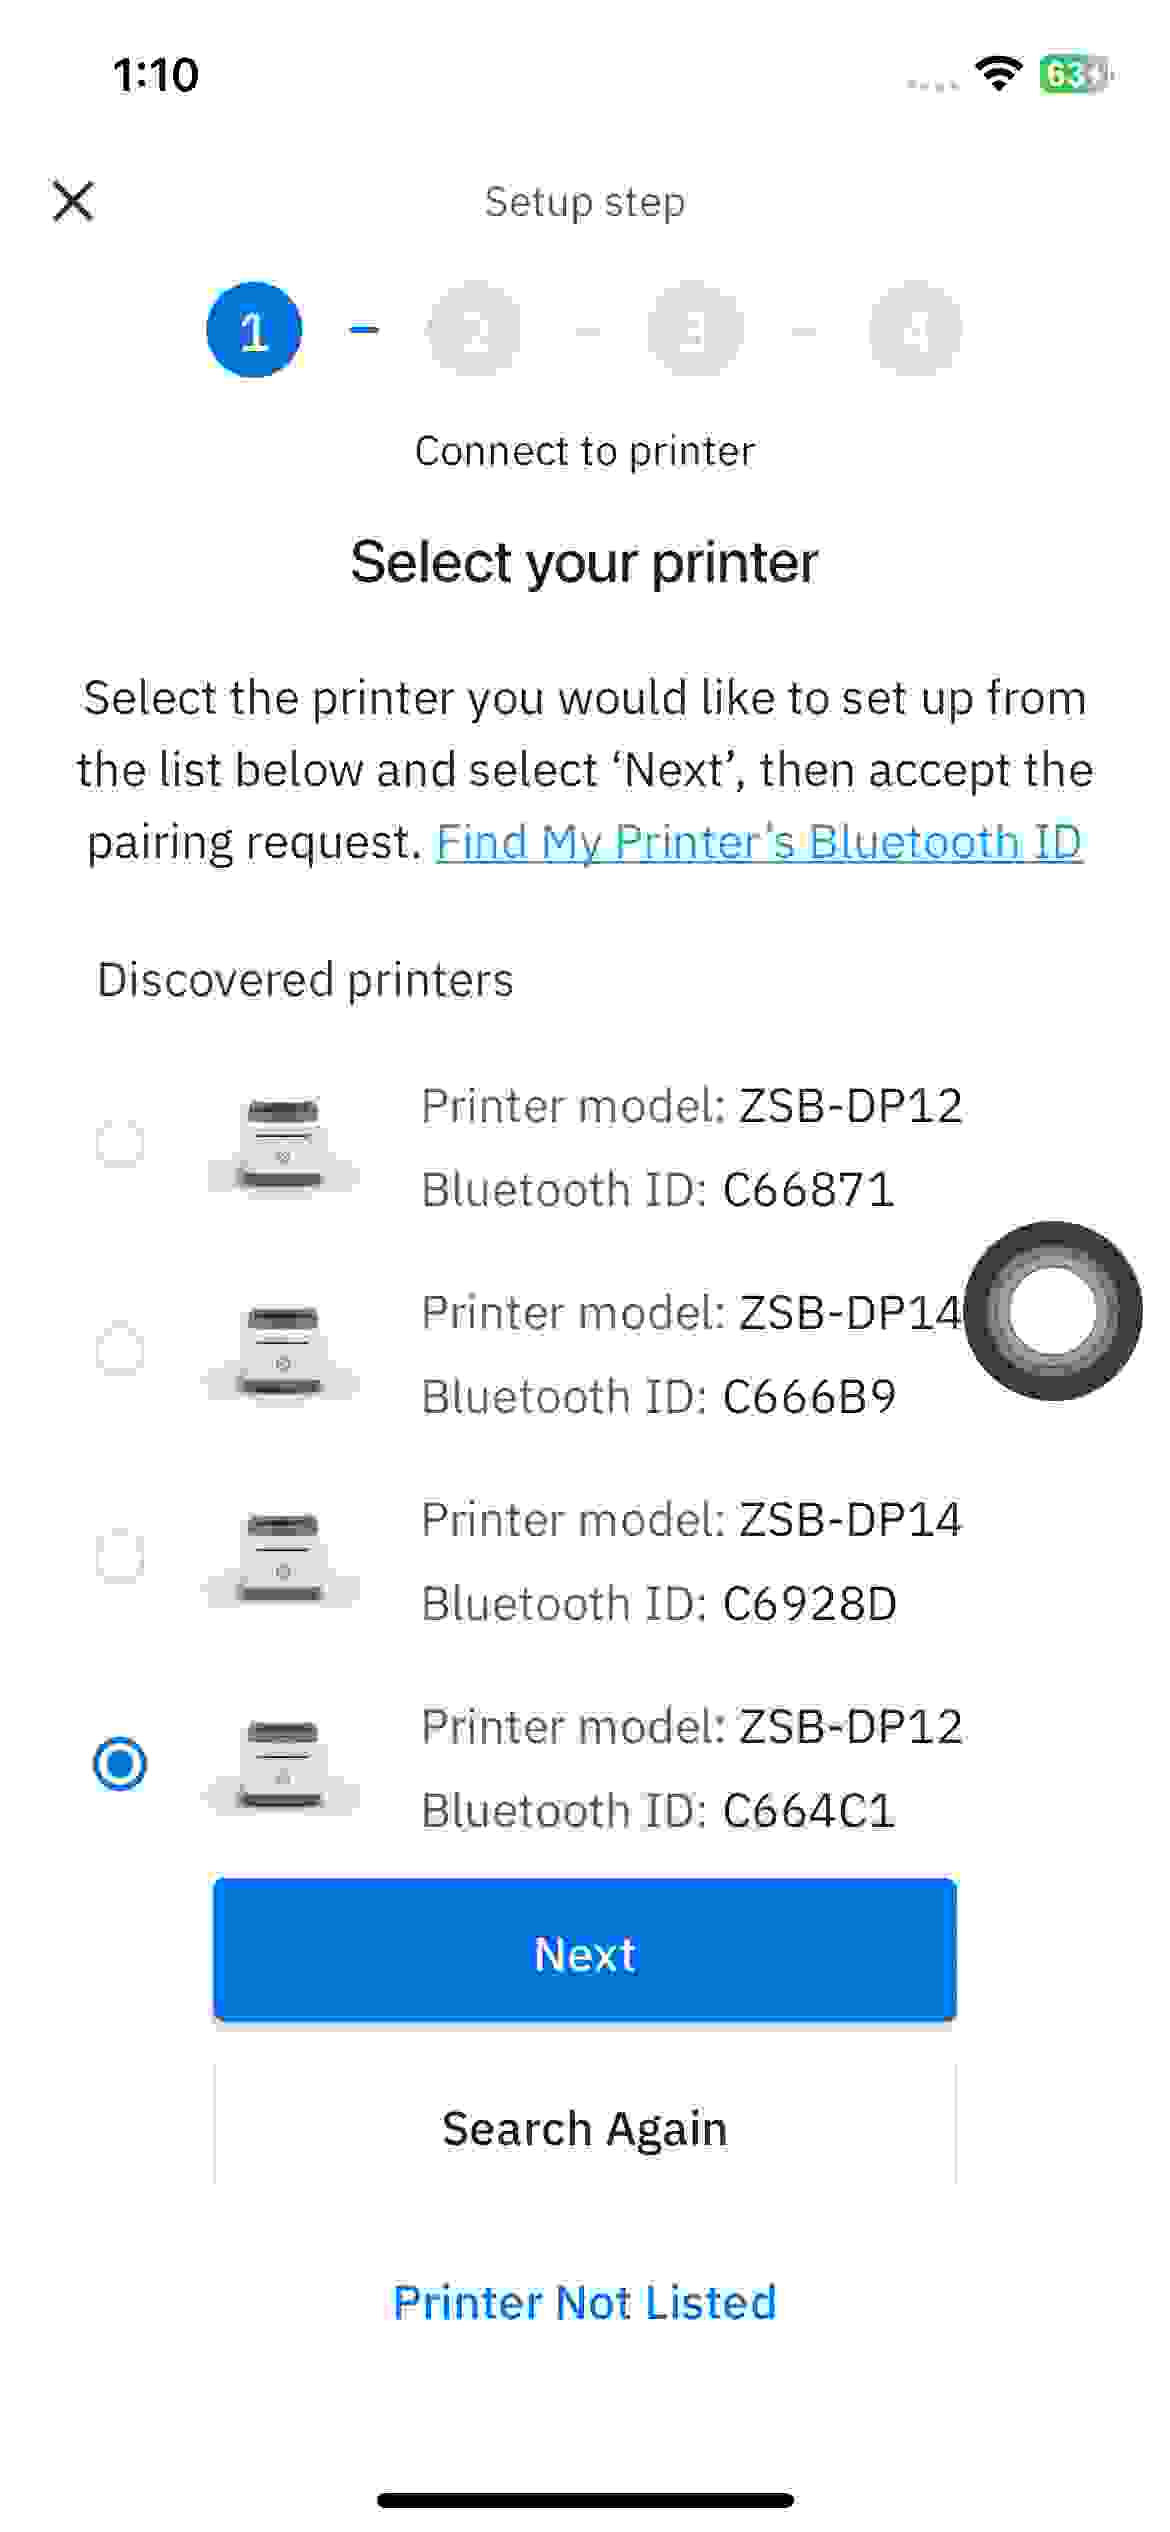 1:10
63
Setup step
1 - 2 - 3 - 4
Connect to printer
Select your printer
Select the printer you would like to set up from
the list below and select ‘Next’, then accept the
pairing request. Find My Printer's Bluetooth ID
Discovered printers
Printer model: ZSB-DP12
Bluetooth ID: C66871
Printer model: ZSB-DP14
Bluetooth ID: C666B9
Printer model: ZSB-DP14
Bluetooth ID: C6928D
Printer model: ZSB-DP12
Bluetooth ID: C664C1
Next
Search Again
Printer Not Listed